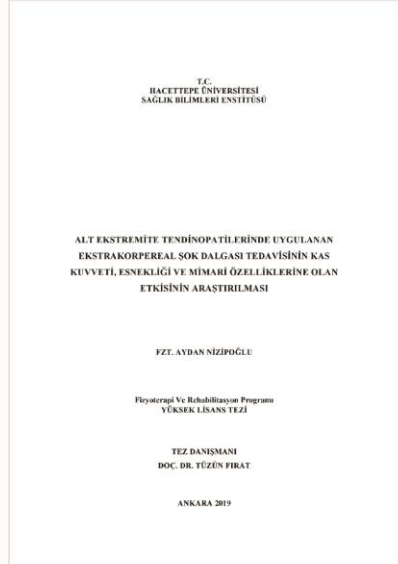 T.C.
HACETTEPE ÜNİVERSİTESİ
SAĞLIK BİLİMLERİ ENSTİTÜSÜ
ALT EKSTREMİTE TENDİNOPATİLERİNDE UYGULANAN
EKSTRAKORPEREAL ŞOK DALGASI TEDAVİSİNİN KAS
KUVVETİ, ESNEKLİĞİ VE MİMARİ ÖZELLİKLERİNE OLAN
ETKİSİNİN ARAŞTIRILMASI
FZT. AYDAN NİZİPOĞLU
Fizyoterapi Ve Rehabilitasyon Programı
YÜKSEK LİSANS TEZİ
TEZ DANIŞMANI
DOÇ. DR. TÜZÜN FIRAT
ANKARA 2019